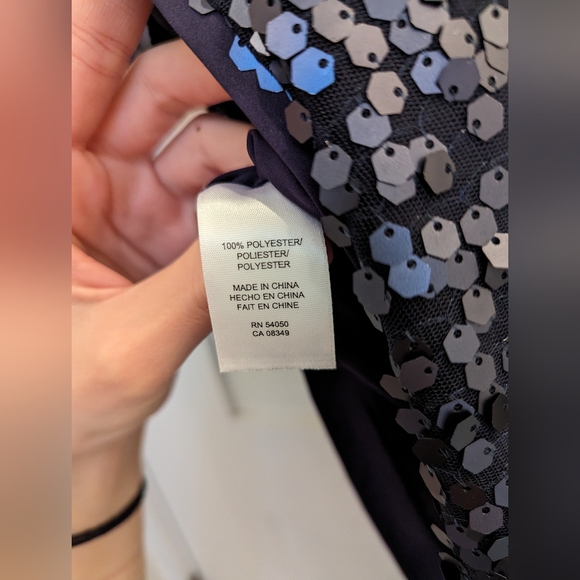 100% POLYESTER/
POLIESTER/
POLYESTER
MADE IN CHINA
HECHO EN CHINA
FAIT EN CHINE
RN 54050
CA 08349